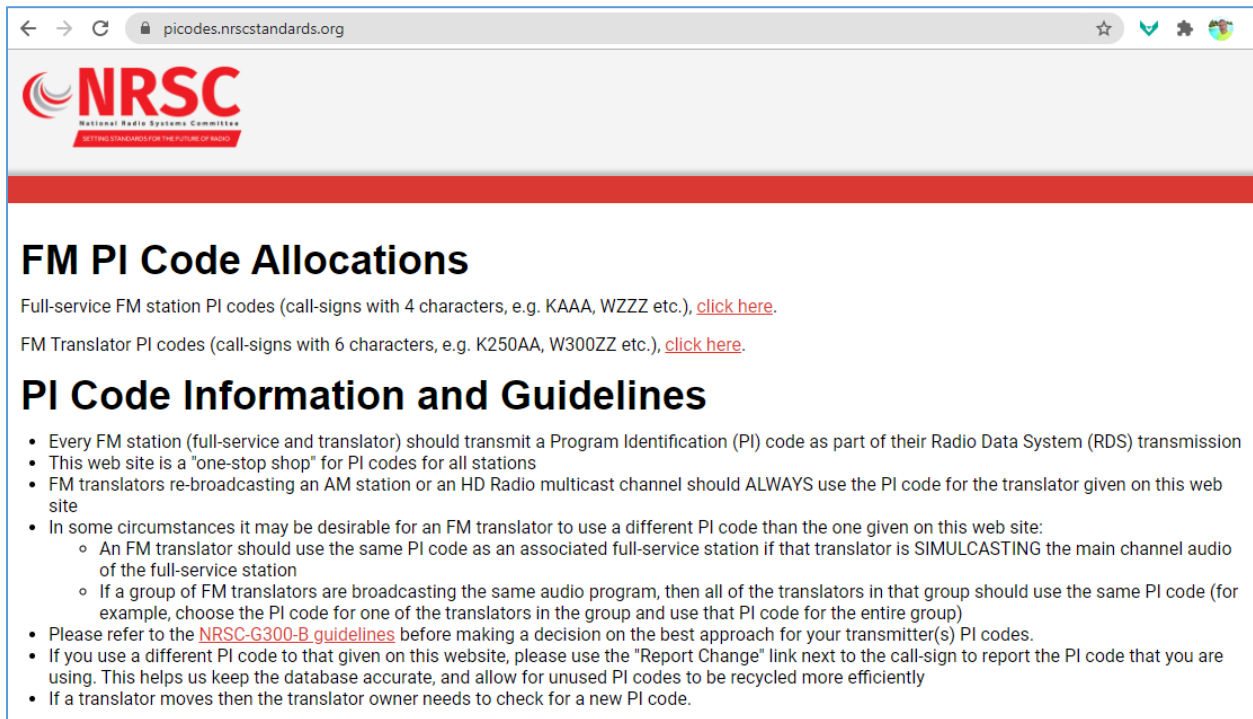 picodes.nrscstandards.org
NRSC
National Radio Systems Committee
SETTING STANDARDS FOR THE FUTURE OF RADIO
FM PI Code Allocations
Full-service FM station PI codes (call-signs with 4 characters, e.g. KAAA, WZZZ etc.), click here.
FM Translator PI codes (call-signs with 6 characters, e.g. K250AA, W300ZZ etc.), click here.
PI Code Information and Guidelines
• Every FM station (full-service and translator) should transmit a Program Identification (PI) code as part of their Radio Data System (RDS) transmission
• This web site is a "one-stop shop" for PI codes for all stations
• FM translators re-broadcasting an AM station or an HD Radio multicast channel should ALWAYS use the PI code for the translator given on this web
site
• In some circumstances it may be desirable for an FM translator to use a different PI code than the one given on this web site:
○ An FM translator should use the same PI code as an associated full-service station if that translator is SIMULCASTING the main channel audio
of the full-service station
○ If a group of FM translators are broadcasting the same audio program, then all of the translators in that group should use the same PI code (for
example, choose the PI code for one of the translators in the group and use that PI code for the entire group)
• Please refer to the NRSC-G300-B guidelines before making a decision on the best approach for your transmitter(s) PI codes.
• If you use a different PI code to that given on this website, please use the "Report Change" link next to the call-sign to report the PI code that you are
using. This helps us keep the database accurate, and allow for unused PI codes to be recycled more efficiently
• If a translator moves then the translator owner needs to check for a new PI code.